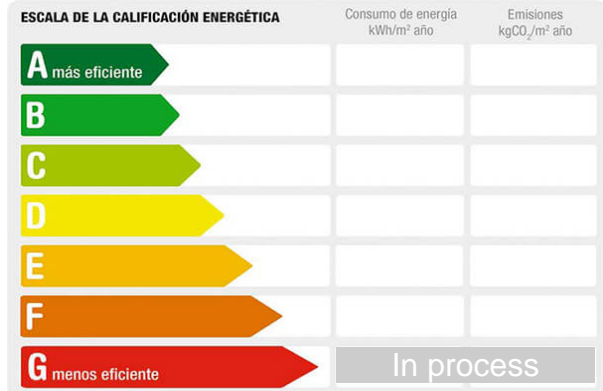 ESCALA DE LA CALIFICACIÓN ENERGÉTICA
Consumo de energía
kWh/m² año
Emisiones
kgCO₂/m² año
A más eficiente
B
C
D
E
F
G menos eficiente
In process